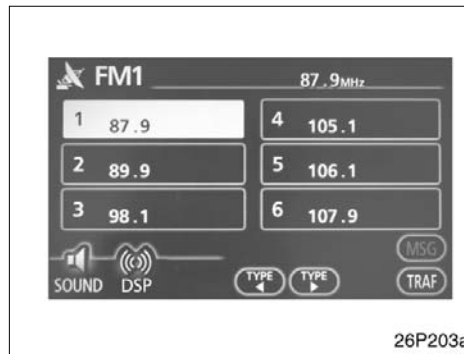 FM1 87.9MHz
1 87.9
4 105.1
2 89.9
5 106.1
3 98.1
6 107.9
MSG
SOUND DSP TYPE TYPE TRAF
26P203a